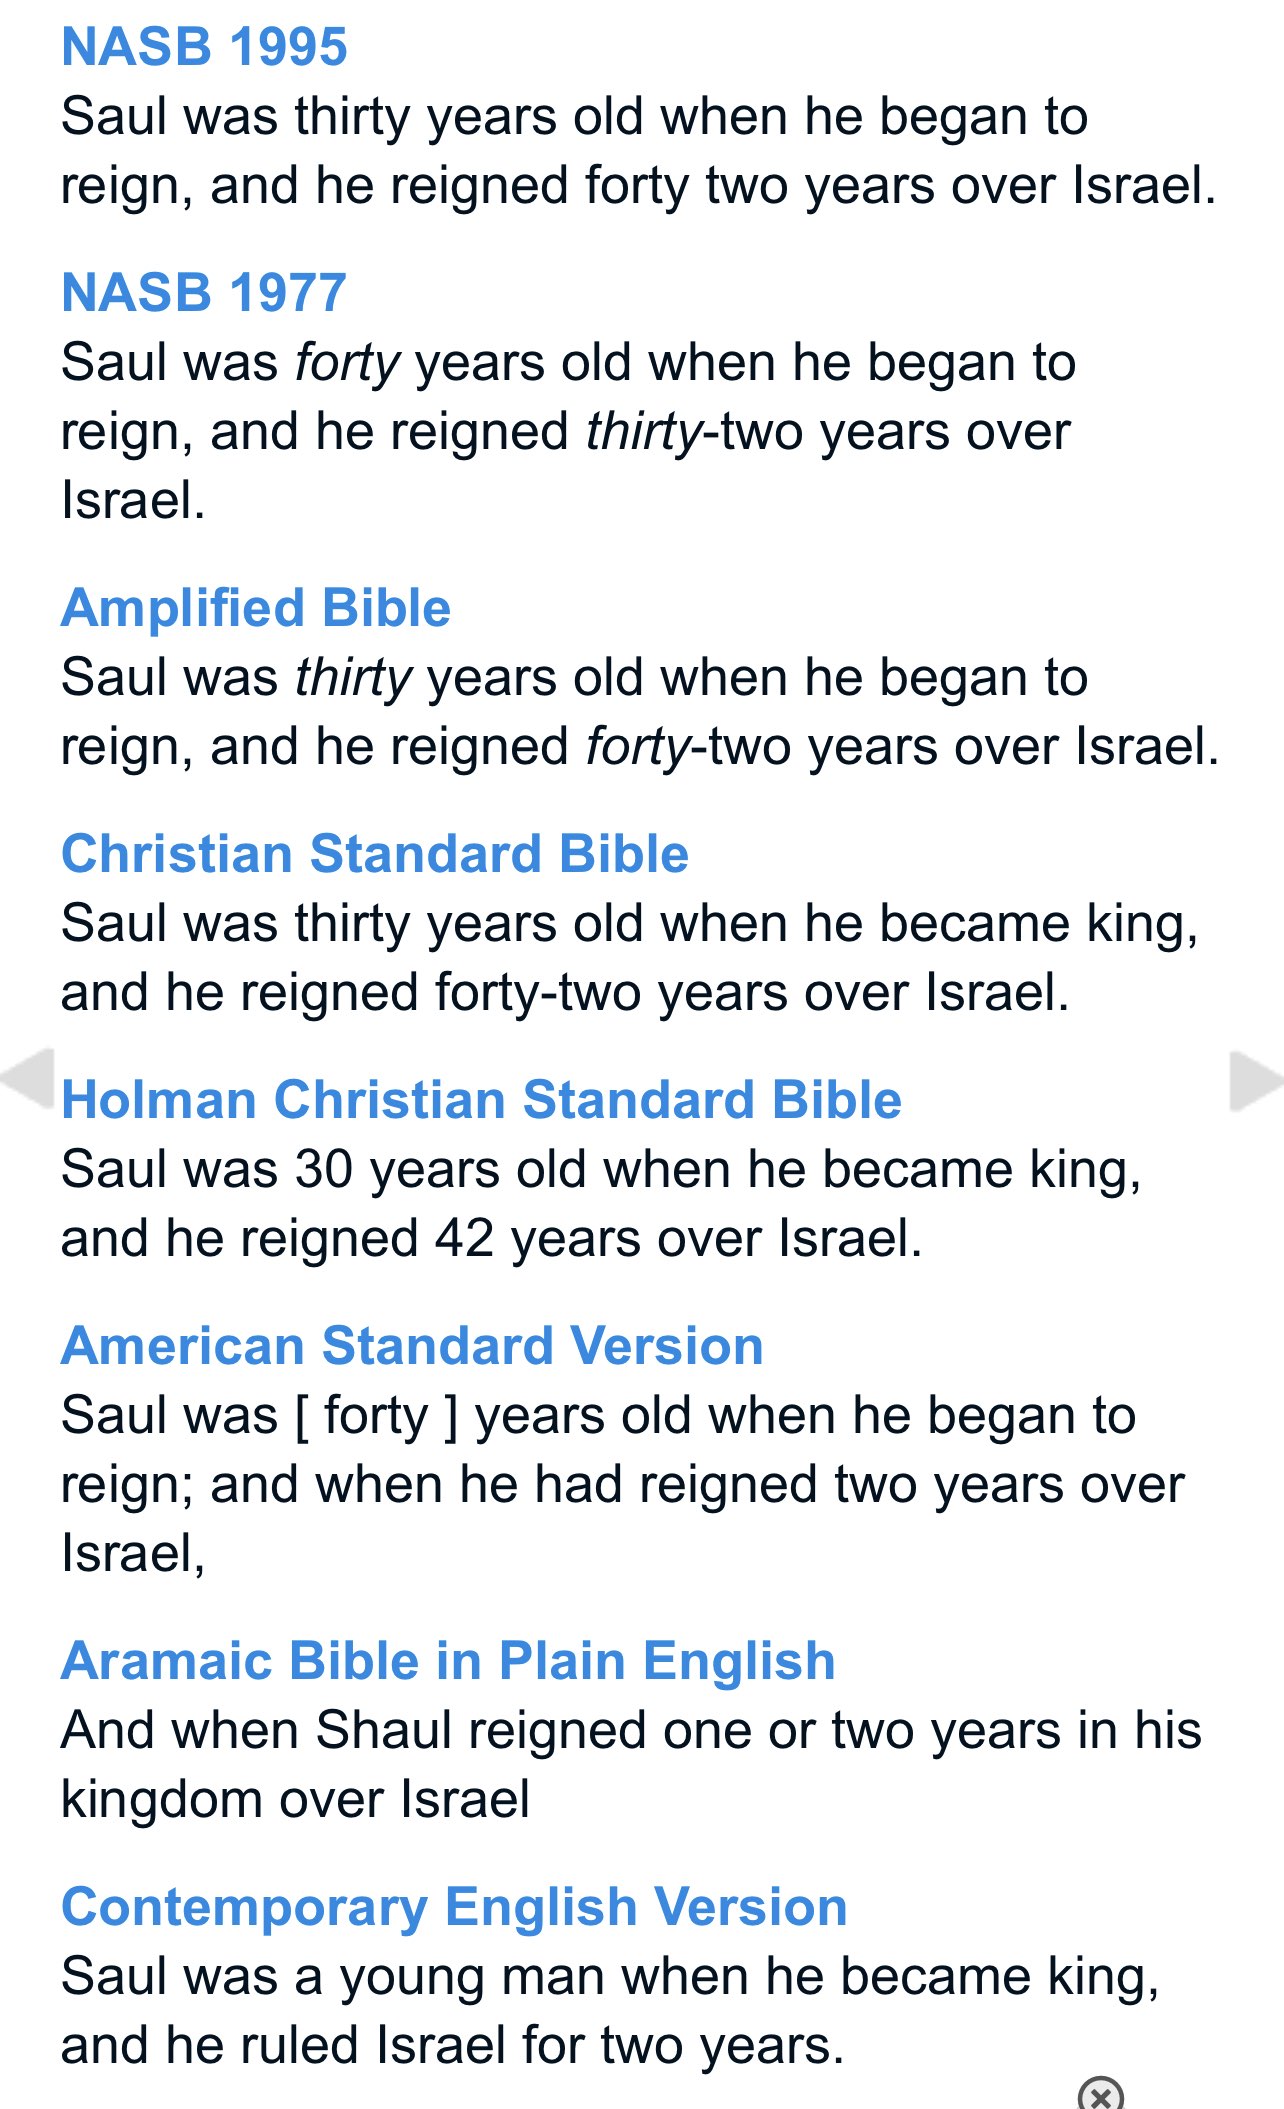 NASB 1995
Saul was thirty years old when he began to
reign, and he reigned forty two years over Israel.
NASB 1977
Saul was forty years old when he began to
reign, and he reigned thirty-two years over
Israel.
Amplified Bible
Saul was thirty years old when he began to
reign, and he reigned forty-two years over Israel.
Christian Standard Bible
Saul was thirty years old when he became king,
and he reigned forty-two years over Israel.
Holman Christian Standard Bible
Saul was 30 years old when he became king,
and he reigned 42 years over Israel.
American Standard Version
Saul was [ forty ] years old when he began to
reign; and when he had reigned two years over
Israel,
Aramaic Bible in Plain English
And when Shaul reigned one or two years in his
kingdom over Israel
Contemporary English Version
Saul was a young man when he became king,
and he ruled Israel for two years.